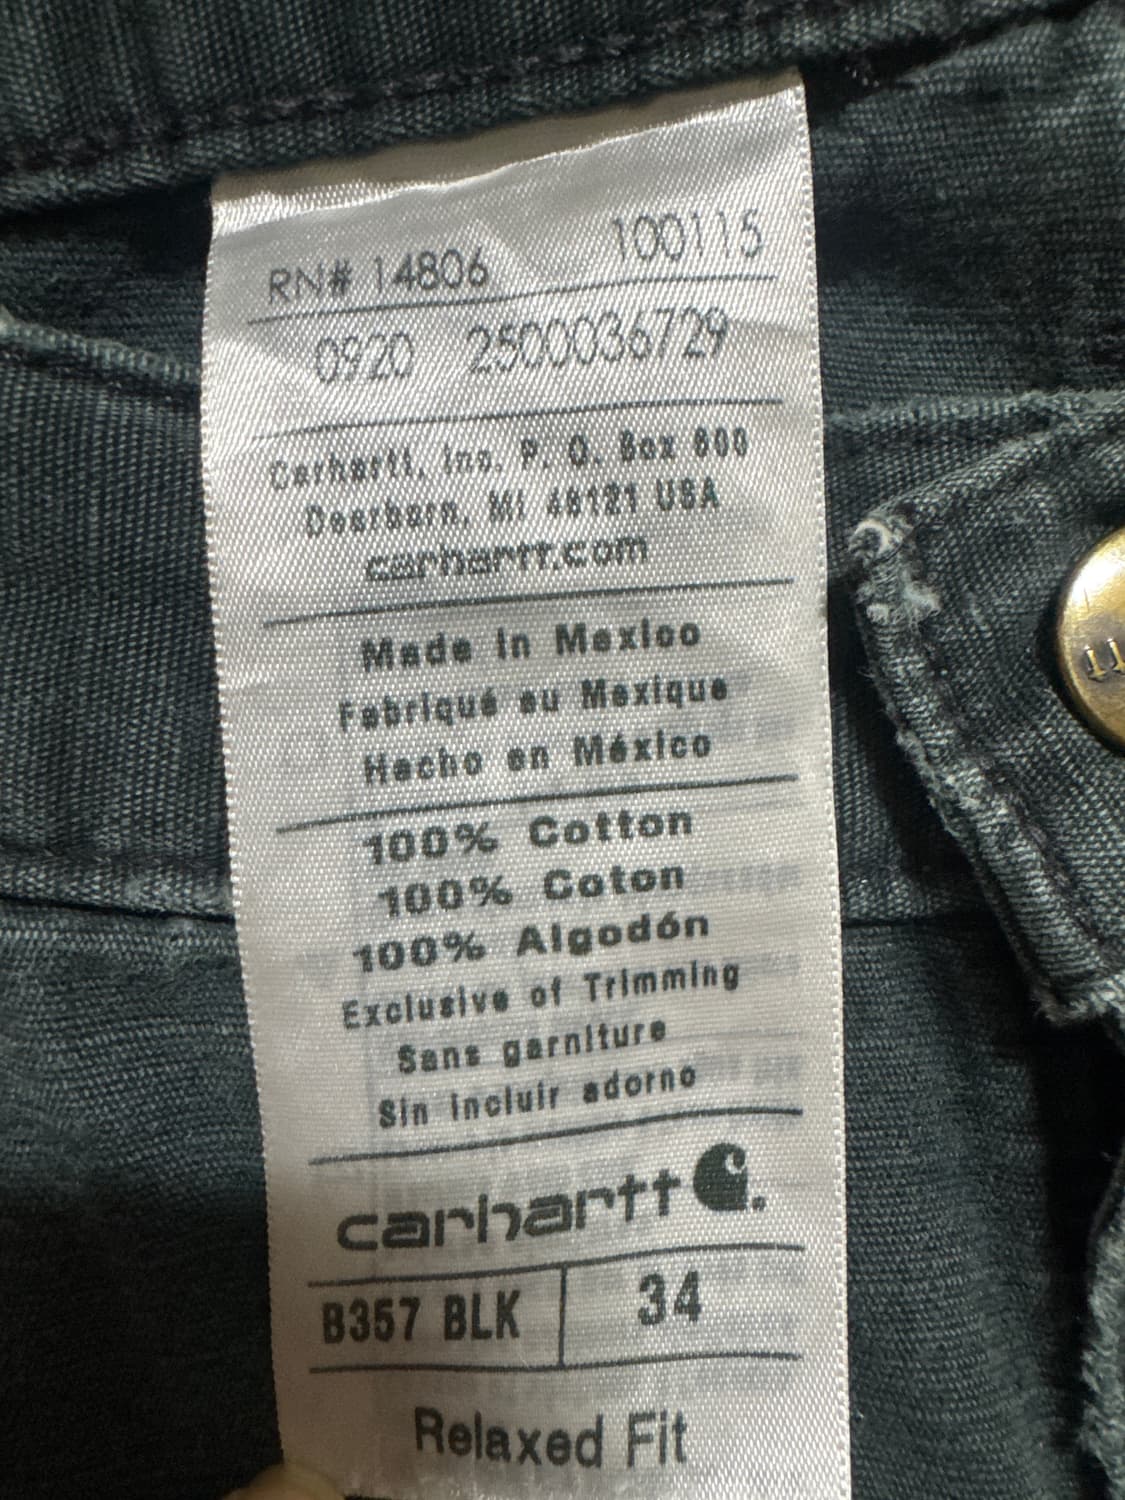 RN# 14806 100115
0920 2500036729
Carhartt, Inc. P. O. Box 600
Dearborn, MI 48121 USA
carhartt.com
Made in Mexico
Fabriqué au Mexique
Hecho en México
100% Cotton
100% Coton
100% Algodón
Exclusive of Trimming
Sans garniture
Sin incluir adorno
carhartt
B357 BLK 34
Relaxed Fit